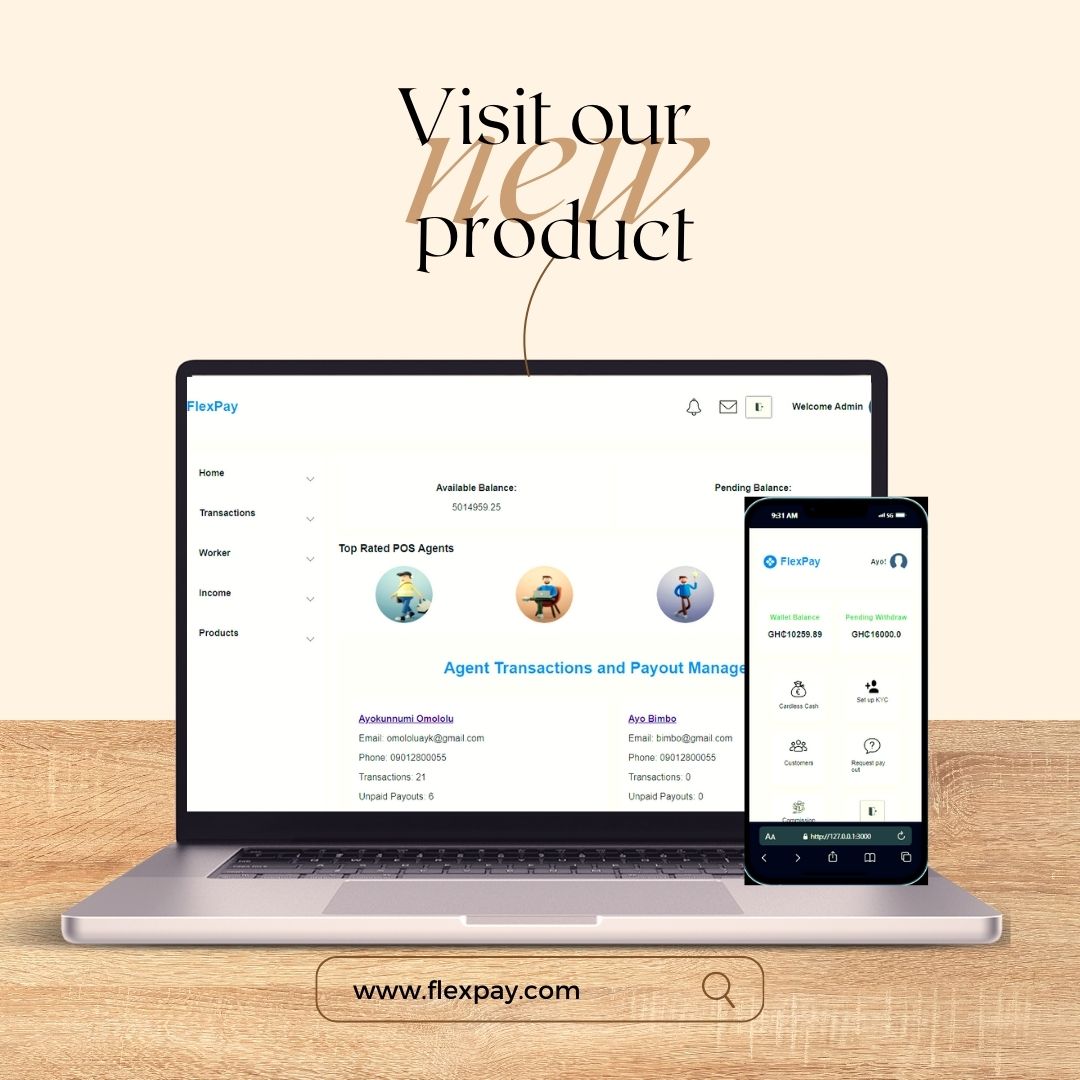 Visit our
new
product
FlexPay
Welcome Admin
Home
Transactions
Worker
Income
Products
Available Balance:
5014959.25
Pending Balance:
Top Rated POS Agents
Agent Transactions and Payout Manage
Ayokunnumi Omololu
Email: omololuayk@gmail.com
Phone: 09012800055
Transactions: 21
Unpaid Payouts: 6
Ayo Bimbo
Email: bimbo@gmail.com
Phone: 09012800055
Transactions: 0
Unpaid Payouts: 0
9:31 AM
5G
FlexPay
Ayo!
Wallet Balance
GH₵10259.89
Pending Withdraw
GH₵16000.0
Cardless Cash
Set up KYC
Customers
Request pay
out
Commission
AA
http://127.0.0.1:3000
www.flexpay.com